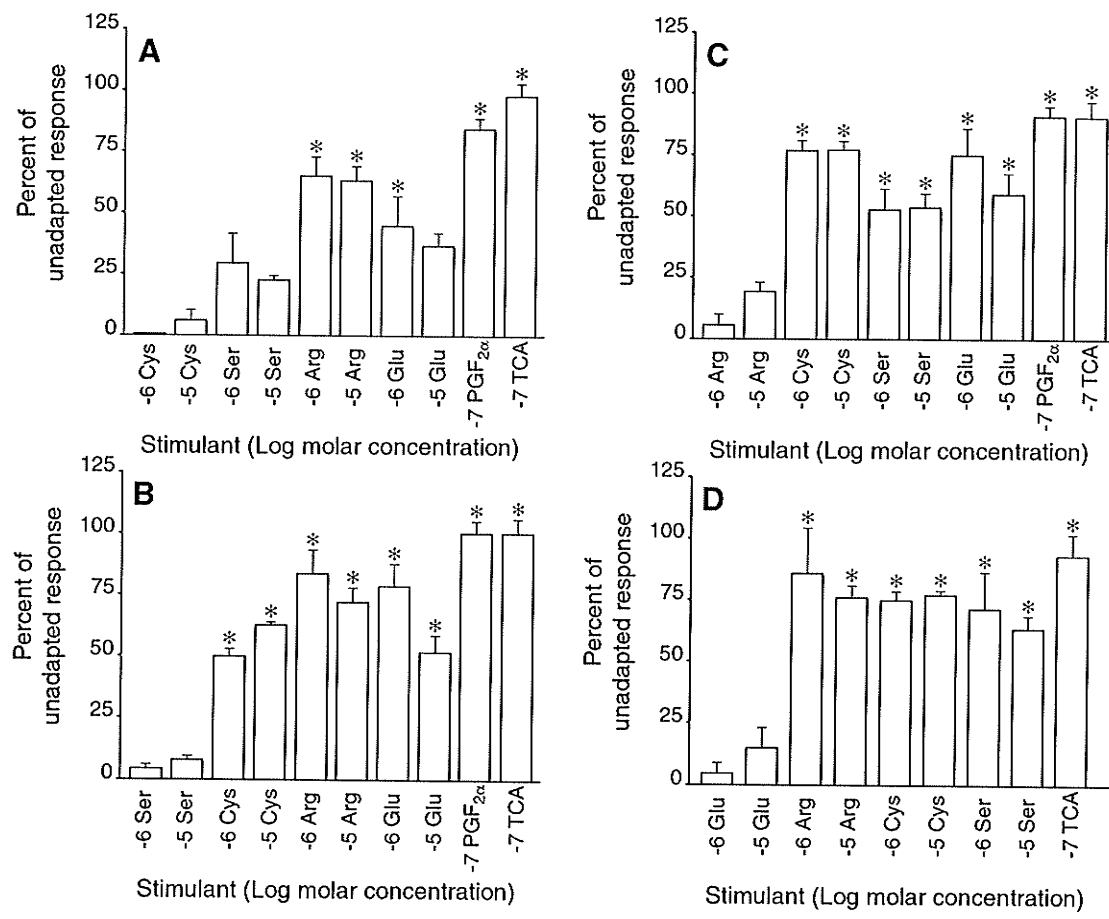 A
Percent of
unadapted response
125
100
75
50
25
0
* * * * *
-6 Cys
-5 Cys
-6 Ser
-5 Ser
-6 Arg
-5 Arg
-6 Glu
-5 Glu
-7 PGF2α
-7 TCA
Stimulant (Log molar concentration)
B
Percent of
unadapted response
125
100
75
50
25
0
* * * * * * * *
-6 Ser
-5 Ser
-6 Cys
-5 Cys
-6 Arg
-5 Arg
-6 Glu
-5 Glu
-7 PGF2α
-7 TCA
Stimulant (Log molar concentration)
C
Percent of
unadapted response
125
100
75
50
25
0
* * * * * * * *
-6 Arg
-5 Arg
-6 Cys
-5 Cys
-6 Ser
-5 Ser
-6 Glu
-5 Glu
-7 PGF2α
-7 TCA
Stimulant (Log molar concentration)
D
Percent of
unadapted response
125
100
75
50
25
0
* * * * * * *
-6 Glu
-5 Glu
-6 Arg
-5 Arg
-6 Cys
-5 Cys
-6 Ser
-5 Ser
-7 TCA
Stimulant (Log molar concentration)